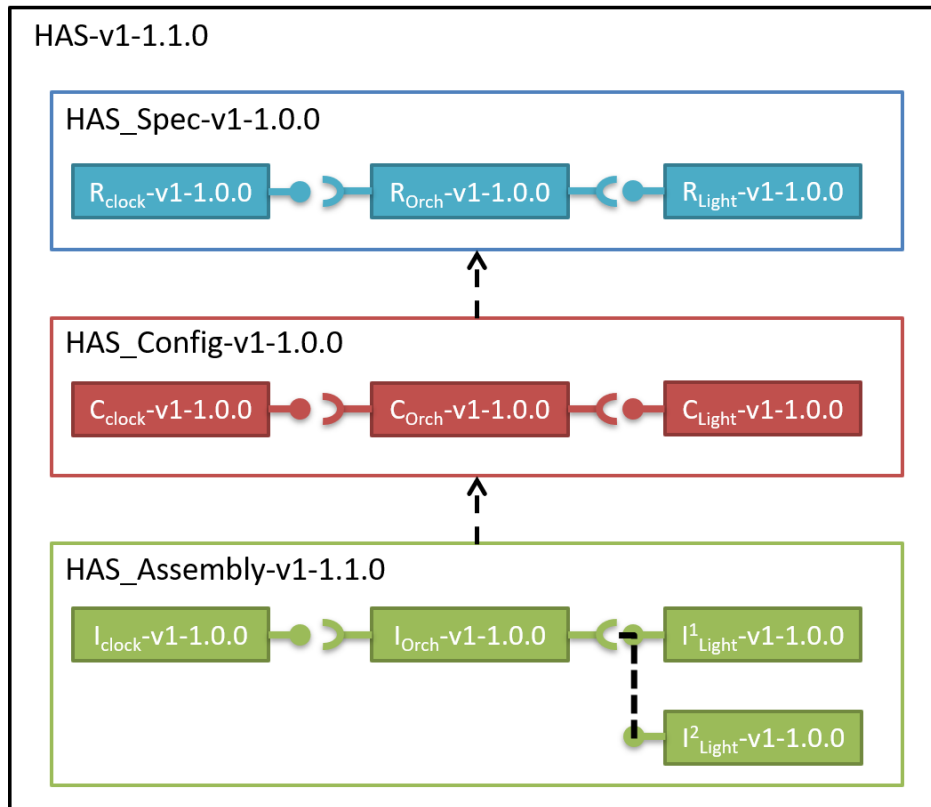 HAS-v1-1.1.0
HAS_Spec-v1-1.0.0
Rclock-v1-1.0.0 ROrch-v1-1.0.0 RLight-v1-1.0.0
HAS_Config-v1-1.0.0
Cclock-v1-1.0.0 COrch-v1-1.0.0 CLight-v1-1.0.0
HAS_Assembly-v1-1.1.0
Iclock-v1-1.0.0 IOrch-v1-1.0.0 I¹Light-v1-1.0.0
I²Light-v1-1.0.0